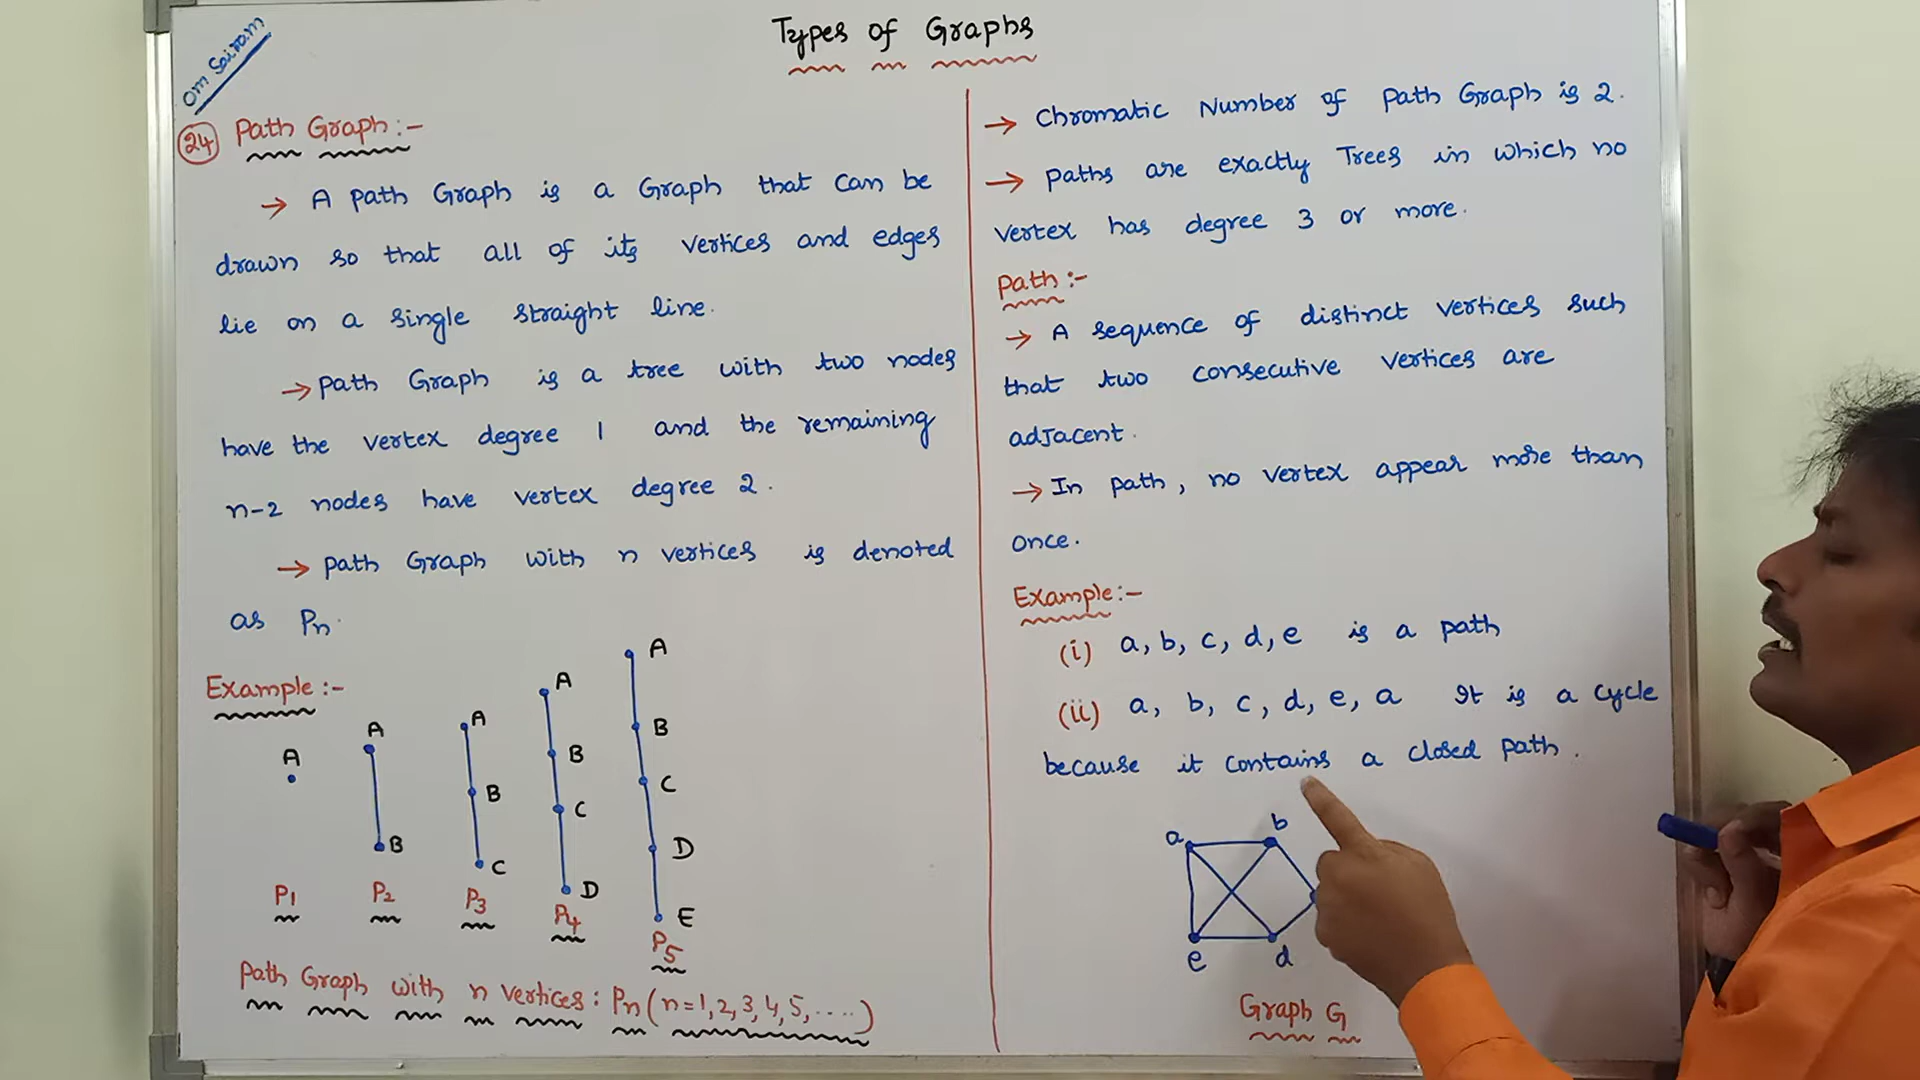 Types of Graphs
Om Sairam
24 Path Graph:-
→ A path Graph is a Graph that can be
drawn so that all of its vertices and edges
lie on a single straight line.
→ path Graph is a tree with two nodes
have the vertex degree 1 and the remaining
n-2 nodes have vertex degree 2.
→ path Graph with n vertices is denoted
as Pn.
Example:-
A
A B
A B C
A B C D
A B C D E
P1 P2 P3 P4 P5
Path Graph with n vertices: Pn (n=1,2,3,4,5,....)
→ Chromatic Number of path Graph is 2.
→ paths are exactly Trees in which no
vertex has degree 3 or more.
path:-
→ A sequence of distinct vertices such
that two consecutive vertices are
adjacent.
→ In path, no vertex appear more than
once.
Example:-
(i) a, b, c, d, e is a path
(ii) a, b, c, d, e, a It is a cycle
because it contains a closed path.
a b
e d
Graph G